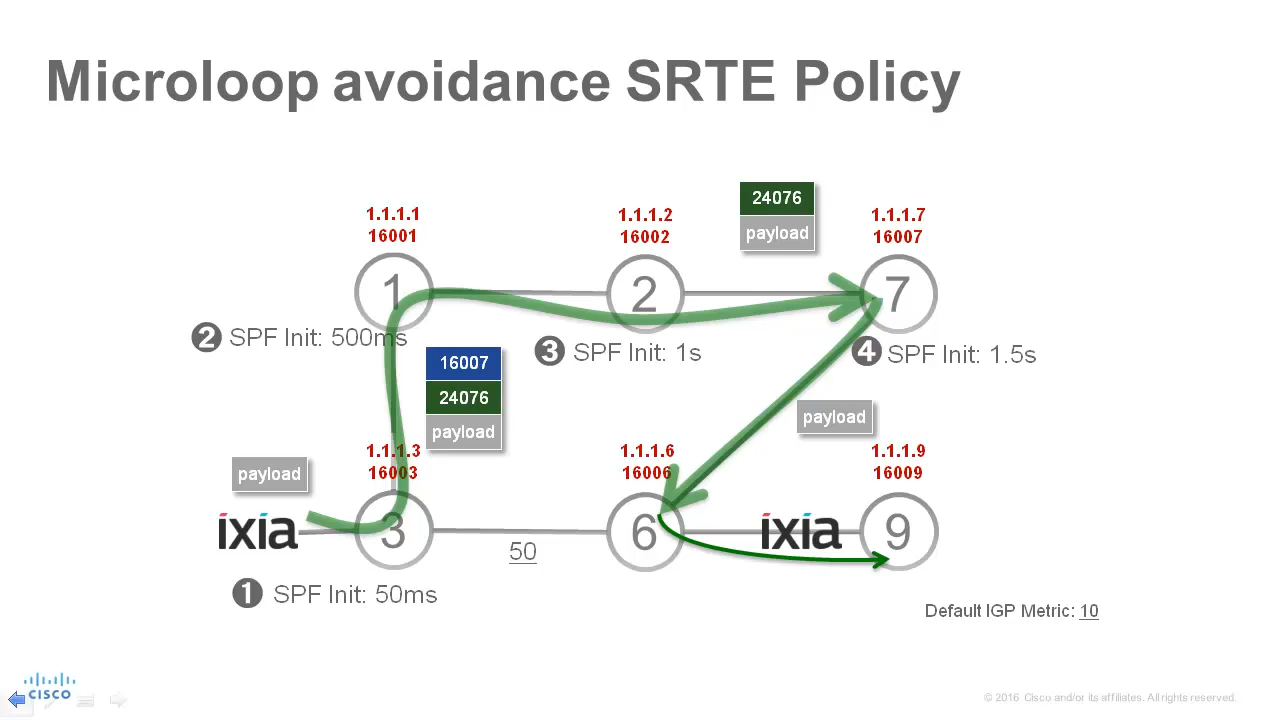 Microloop avoidance SRTE Policy
24076
payload
1.1.1.1
16001
1.1.1.2
16002
1.1.1.7
16007
1
2
7
❷ SPF Init: 500ms
❸ SPF Init: 1s
❹ SPF Init: 1.5s
16007
24076
payload
payload
1.1.1.3
16003
1.1.1.6
16006
1.1.1.9
16009
payload
ixia
3
6
ixia
9
50
❶ SPF Init: 50ms
Default IGP Metric: 10
CISCO
© 2016 Cisco and/or its affiliates. All rights reserved.